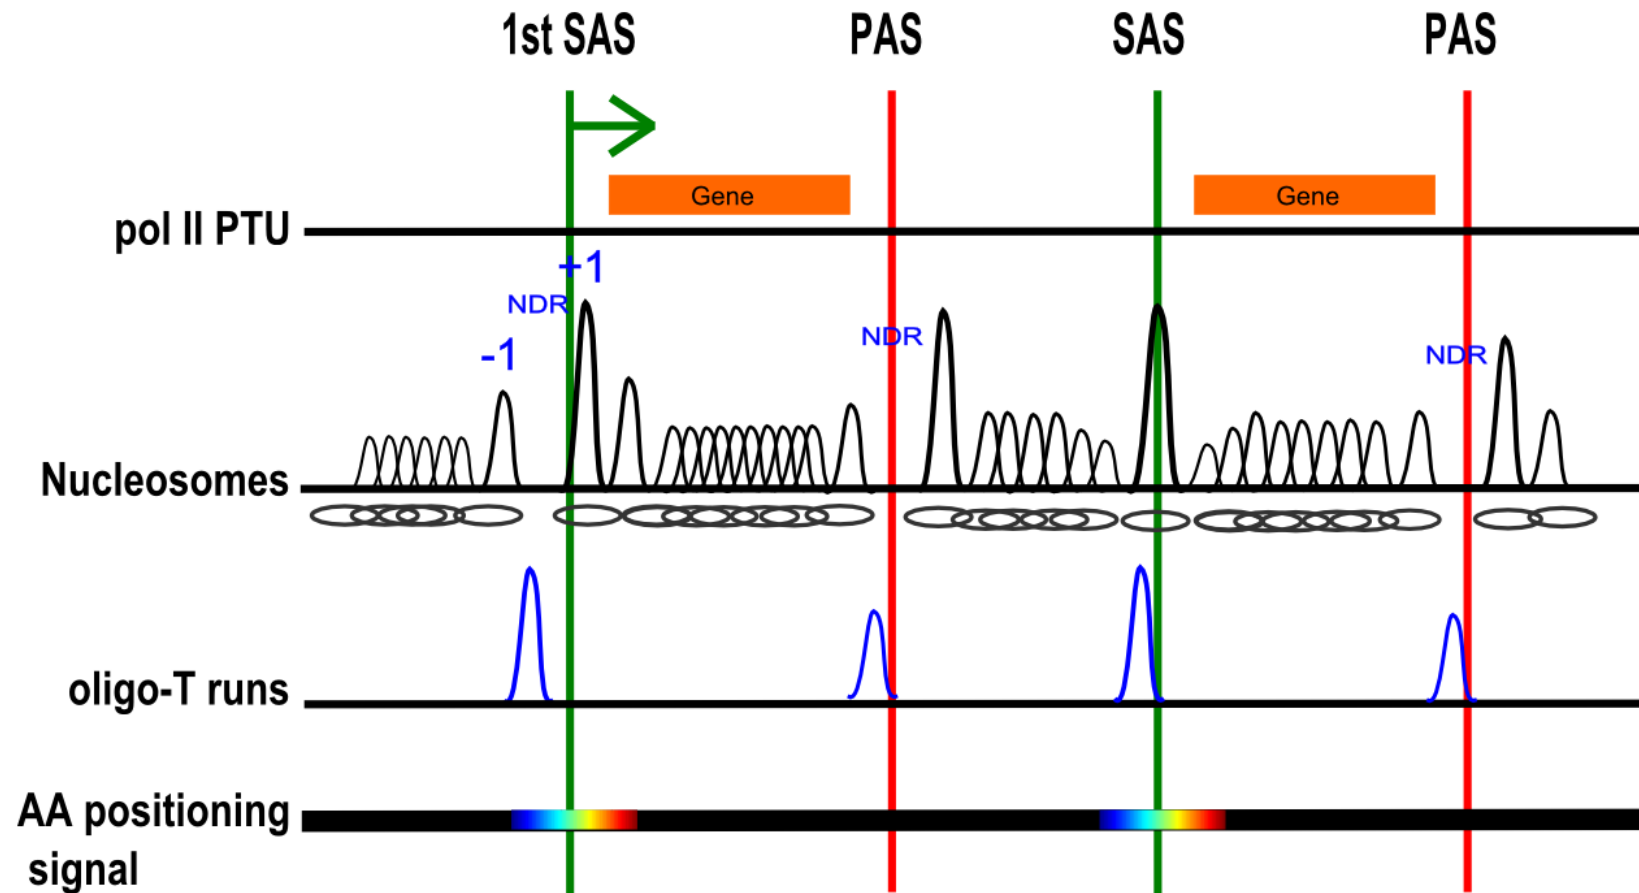 1st SAS PAS SAS PAS
Gene Gene
pol II PTU
+1
NDR
NDR
-1
NDR
Nucleosomes
oligo-T runs
AA positioning
signal